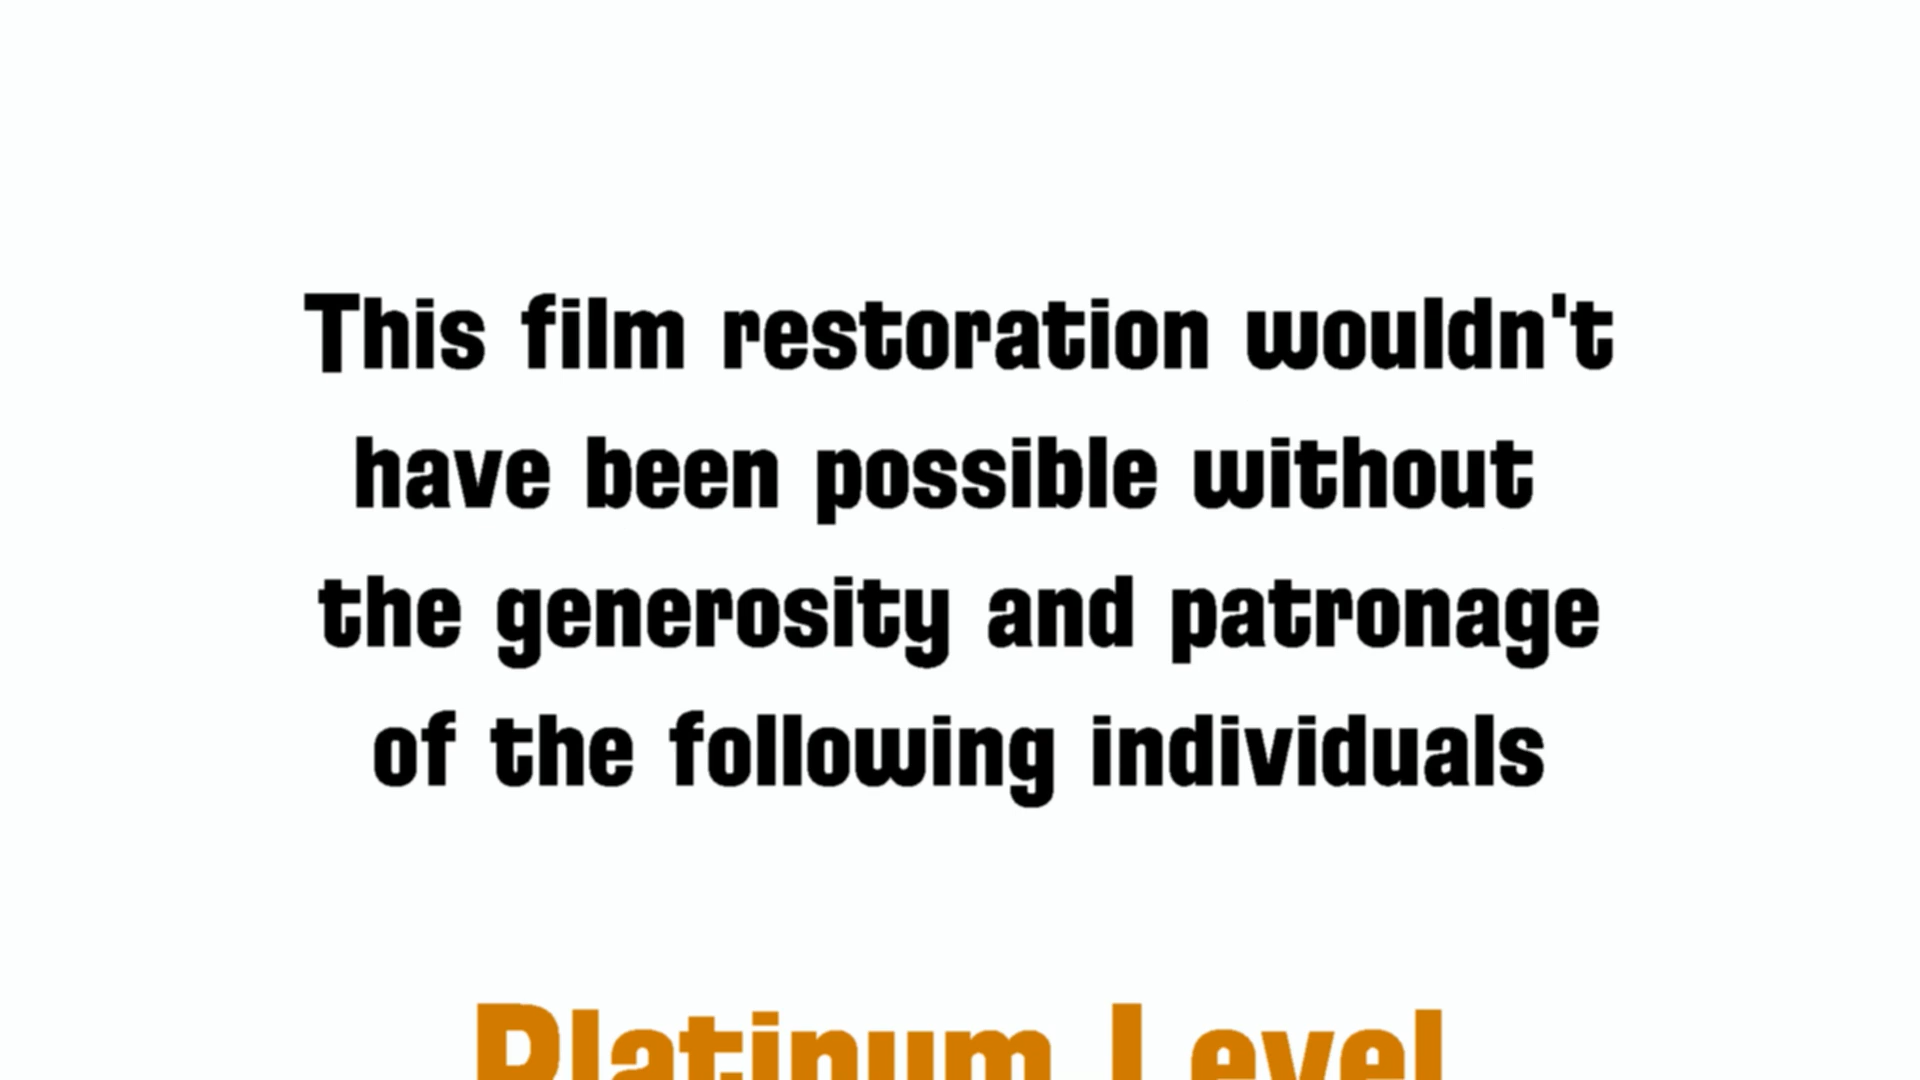 This film restoration wouldn't
have been possible without
the generosity and patronage
of the following individuals
Platinum Level